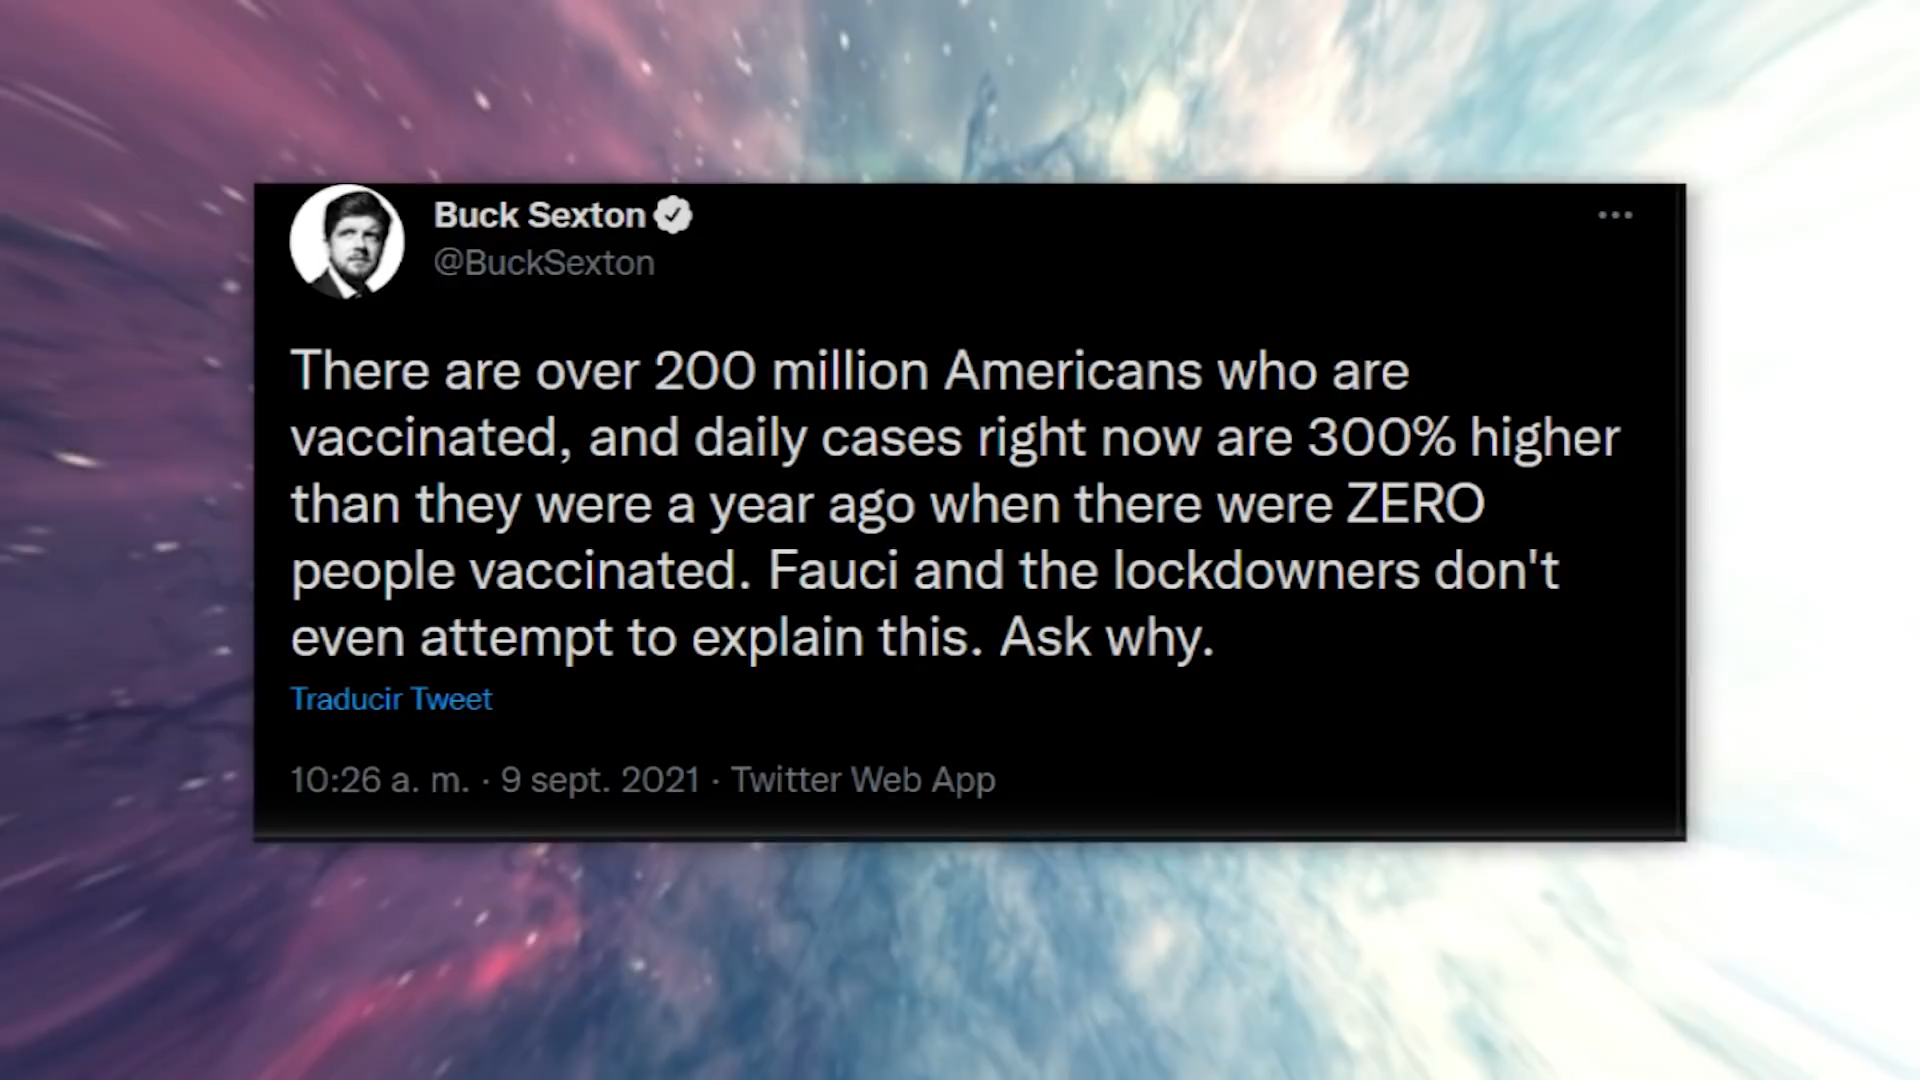 Buck Sexton
@BuckSexton
There are over 200 million Americans who are
vaccinated, and daily cases right now are 300% higher
than they were a year ago when there were ZERO
people vaccinated. Fauci and the lockdowners don't
even attempt to explain this. Ask why.
Traducir Tweet
10:26 a. m. · 9 sept. 2021 · Twitter Web App